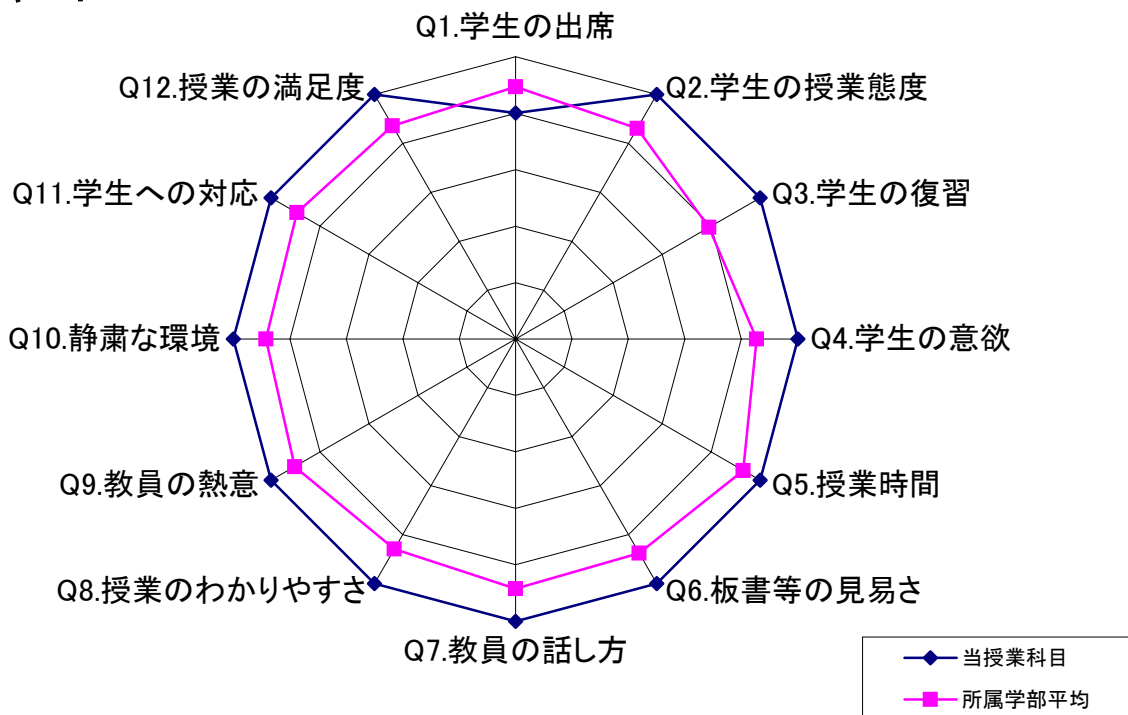 Q1.学生の出席
Q2.学生の授業態度
Q3.学生の復習
Q4.学生の意欲
Q5.授業時間
Q6.板書等の見易さ
Q7.教員の話し方
Q8.授業のわかりやすさ
Q9.教員の熱意
Q10.静粛な環境
Q11.学生への対応
Q12.授業の満足度
当授業科目
所属学部平均